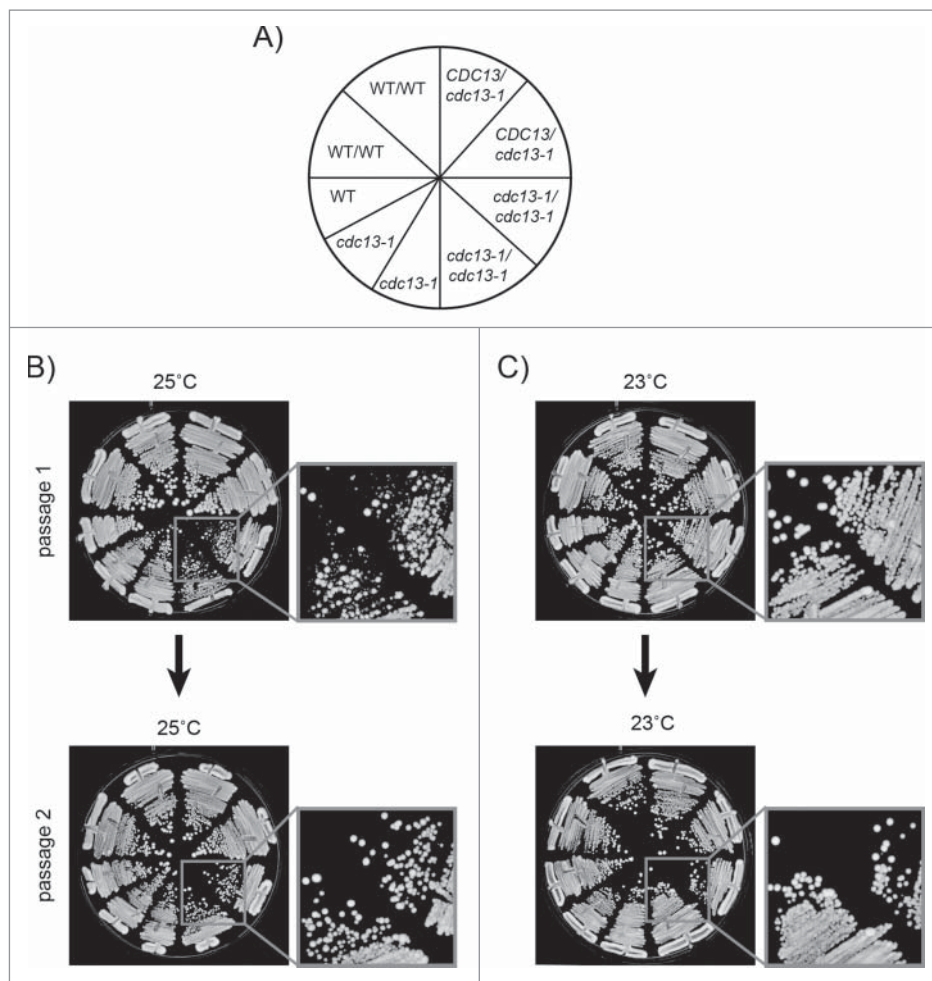 A)
WT/WT
CDC13/
cdc13-1
WT/WT
CDC13/
cdc13-1
WT
cdc13-1/
cdc13-1
cdc13-1
cdc13-1
cdc13-1/
cdc13-1
B)
25°C
passage 1
25°C
passage 2
C)
23°C
23°C